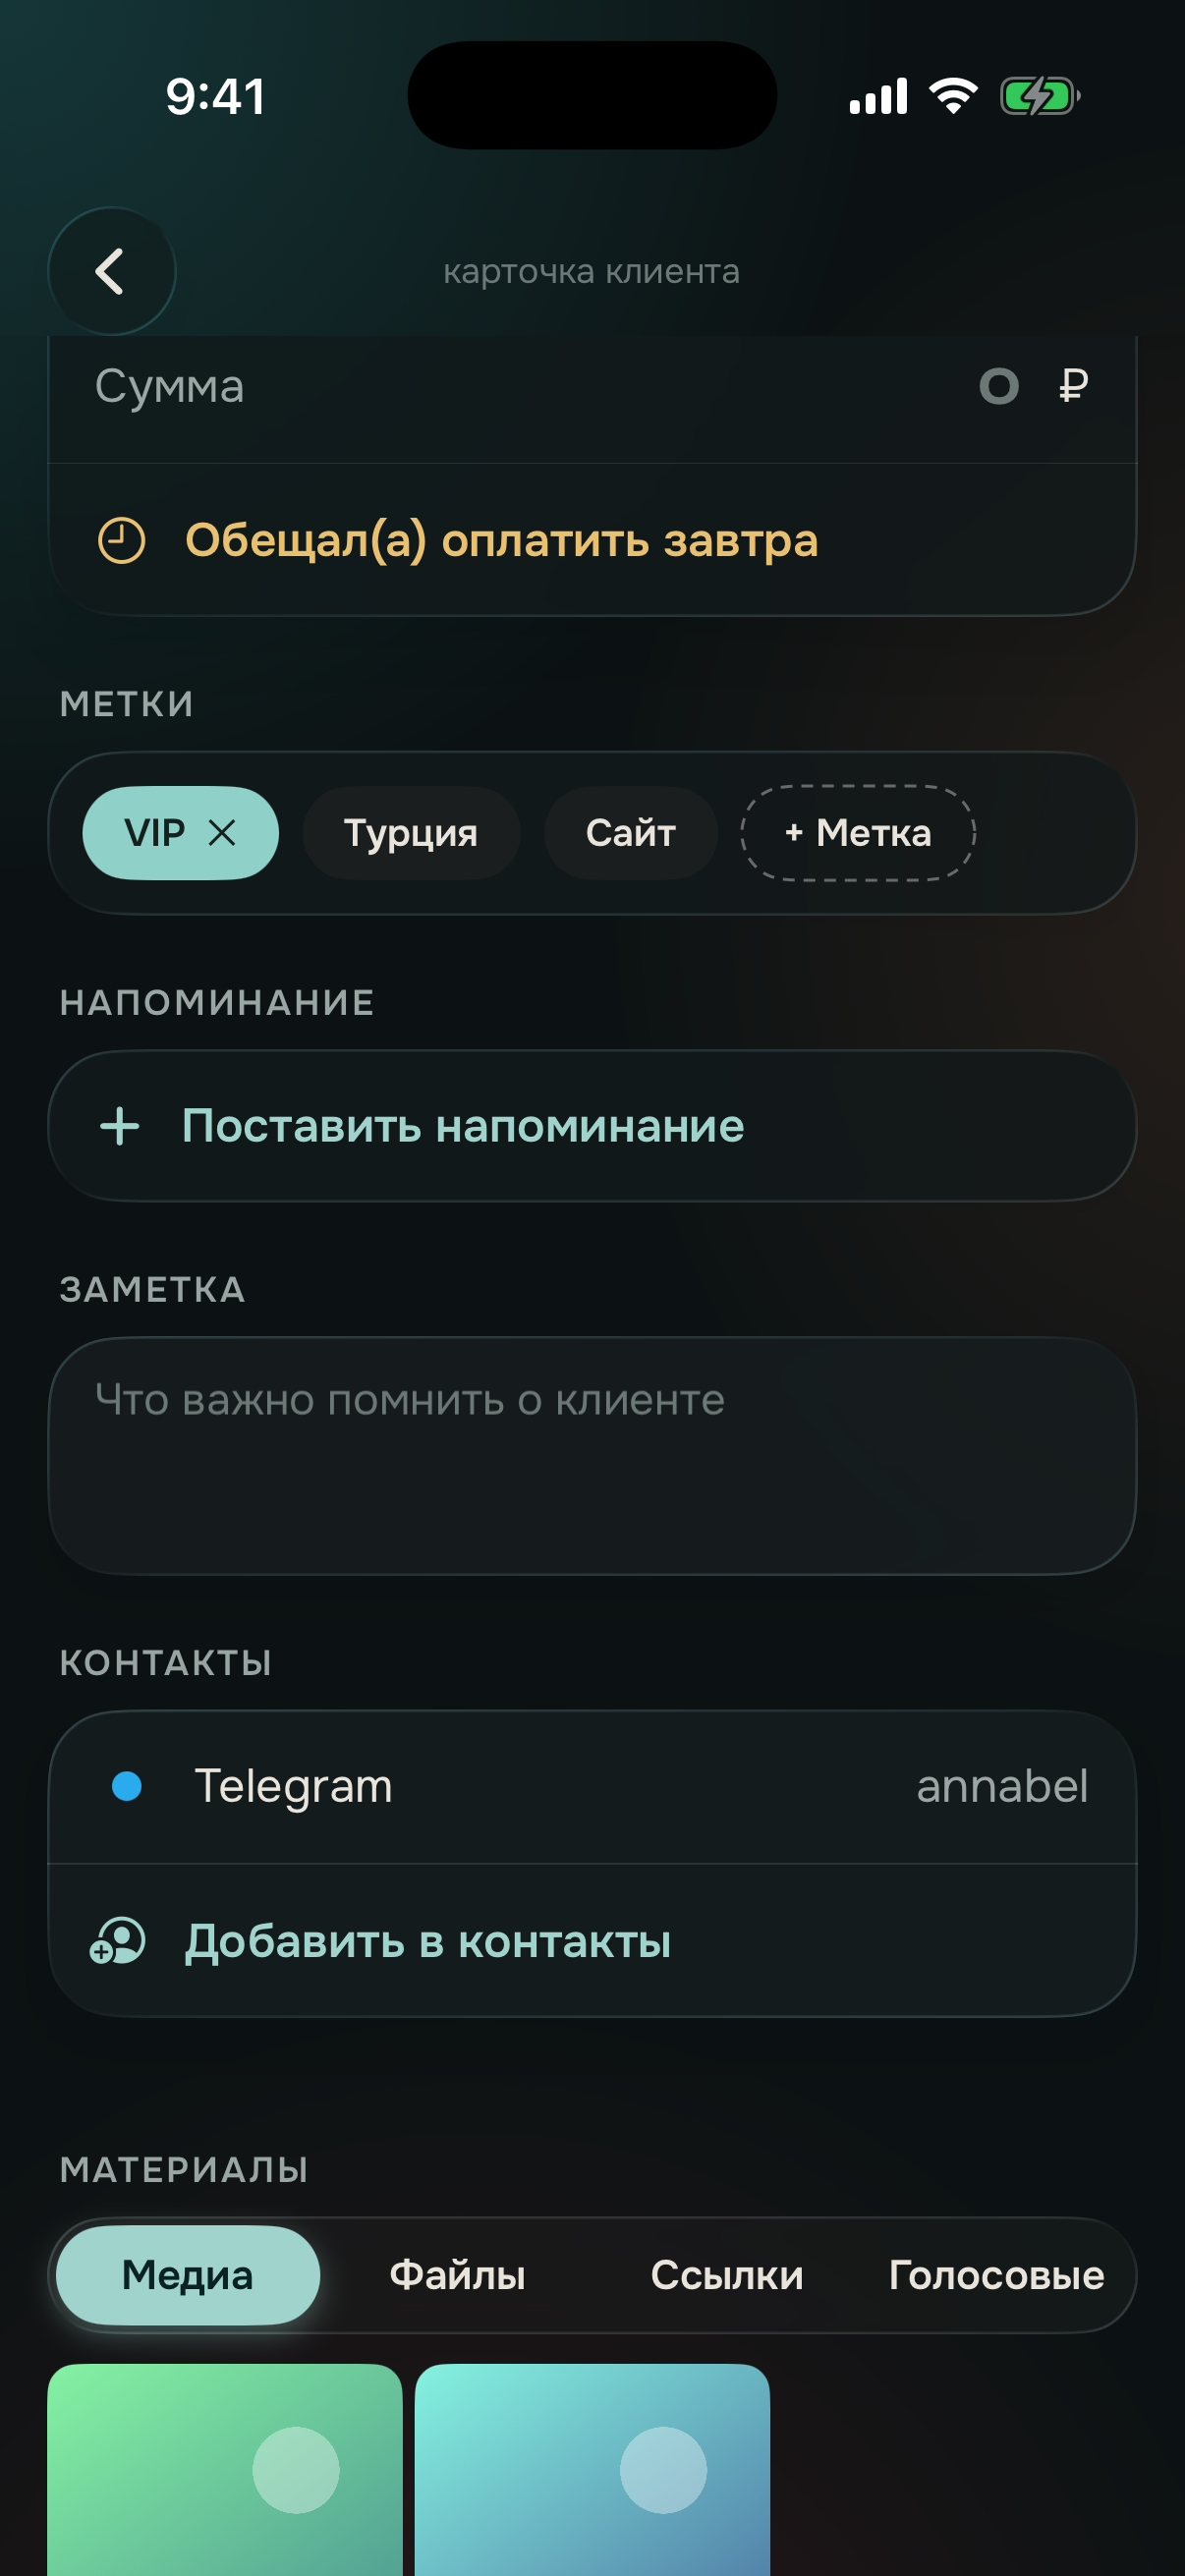 9:41
карточка клиента
Сумма 0 ₽
Обещал(а) оплатить завтра
МЕТКИ
VIP × Турция Сайт + Метка
НАПОМИНАНИЕ
+ Поставить напоминание
ЗАМЕТКА
Что важно помнить о клиенте
КОНТАКТЫ
Telegram annabel
Добавить в контакты
МАТЕРИАЛЫ
Медиа Файлы Ссылки Голосовые